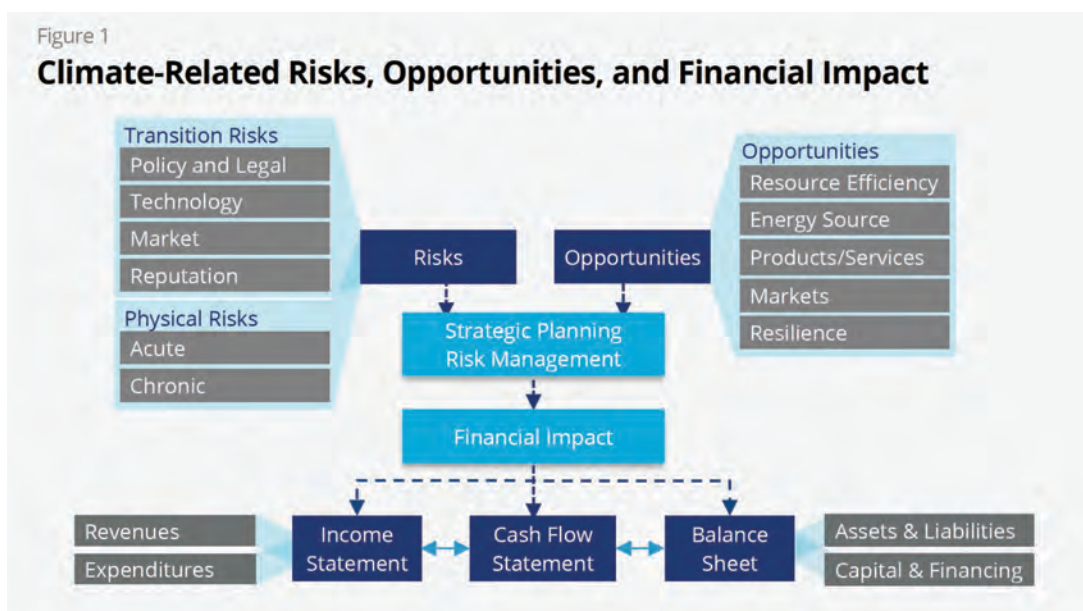 Figure 1
Climate-Related Risks, Opportunities, and Financial Impact
Transition Risks
Policy and Legal
Technology
Market
Reputation
Physical Risks
Acute
Chronic
Risks
Opportunities
Opportunities
Resource Efficiency
Energy Source
Products/Services
Markets
Resilience
Strategic Planning
Risk Management
Financial Impact
Revenues
Expenditures
Income
Statement
Cash Flow
Statement
Balance
Sheet
Assets & Liabilities
Capital & Financing